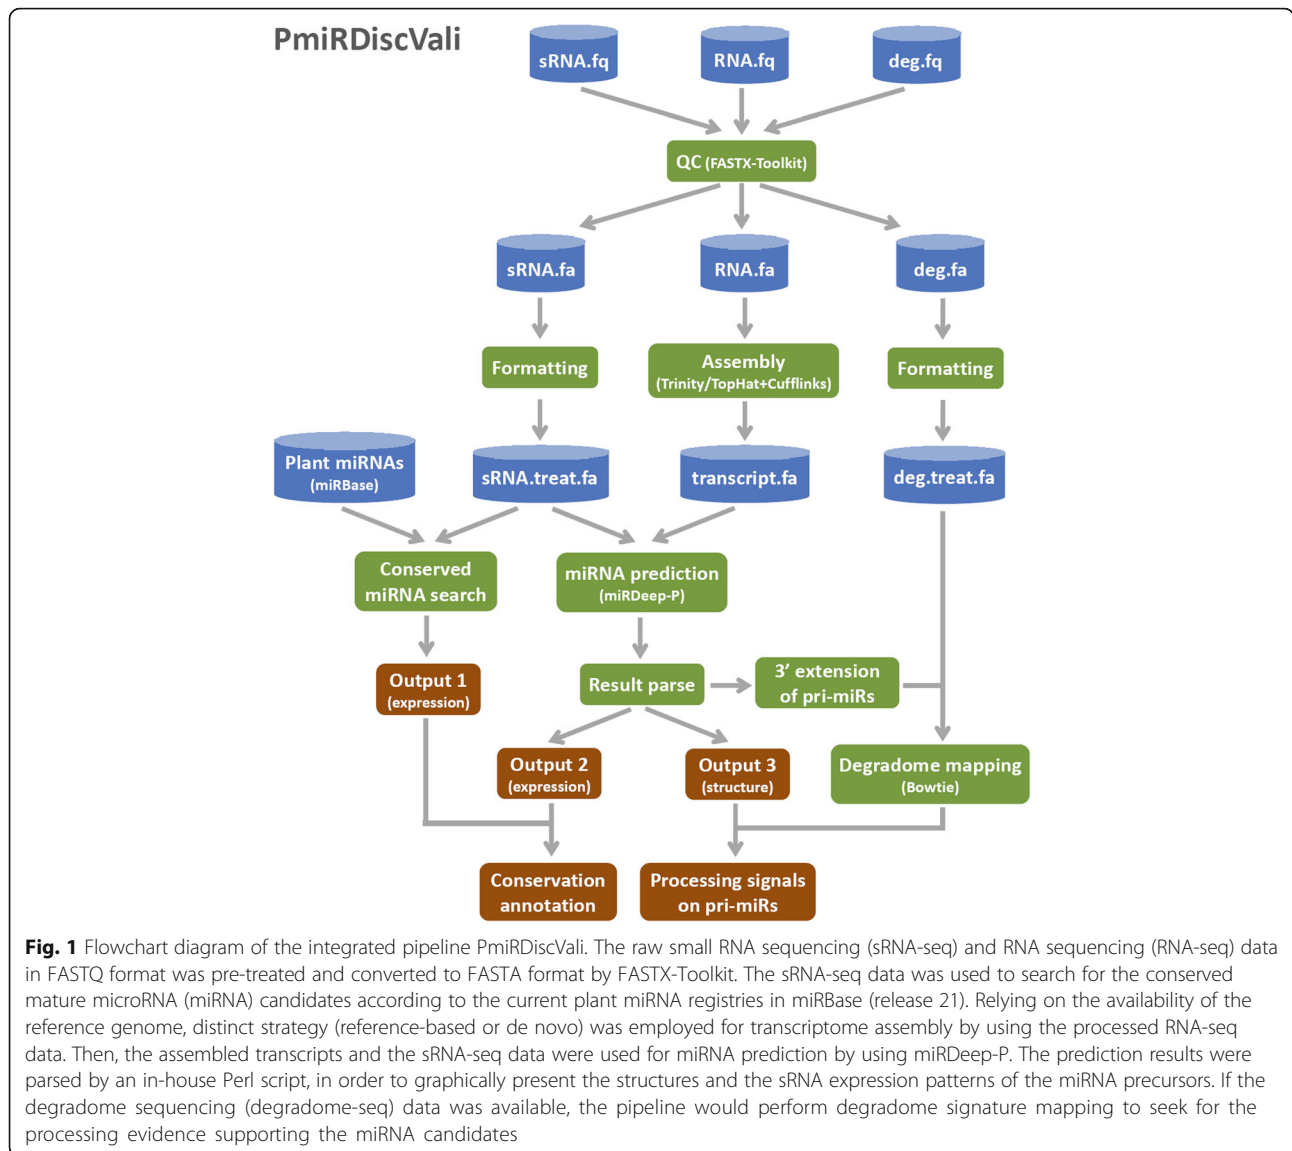 PmiRDiscVali
sRNA.fq
RNA.fq
deg.fq
QC (FASTX-Toolkit)
sRNA.fa
RNA.fa
deg.fa
Formatting
Assembly
(Trinity/TopHat+Cufflinks)
Formatting
Plant miRNAs
(miRBase)
sRNA.treat.fa
transcript.fa
deg.treat.fa
Conserved
miRNA search
miRNA prediction
(miRDeep-P)
Output 1
(expression)
Result parse
3’ extension
of pri-miRs
Output 2
(expression)
Output 3
(structure)
Degradome mapping
(Bowtie)
Conservation
annotation
Processing signals
on pri-miRs
Fig. 1 Flowchart diagram of the integrated pipeline PmiRDiscVali. The raw small RNA sequencing (sRNA-seq) and RNA sequencing (RNA-seq) data
in FASTQ format was pre-treated and converted to FASTA format by FASTX-Toolkit. The sRNA-seq data was used to search for the conserved
mature microRNA (miRNA) candidates according to the current plant miRNA registries in miRBase (release 21). Relying on the availability of the
reference genome, distinct strategy (reference-based or de novo) was employed for transcriptome assembly by using the processed RNA-seq
data. Then, the assembled transcripts and the sRNA-seq data were used for miRNA prediction by using miRDeep-P. The prediction results were
parsed by an in-house Perl script, in order to graphically present the structures and the sRNA expression patterns of the miRNA precursors. If the
degradome sequencing (degradome-seq) data was available, the pipeline would perform degradome signature mapping to seek for the
processing evidence supporting the miRNA candidates